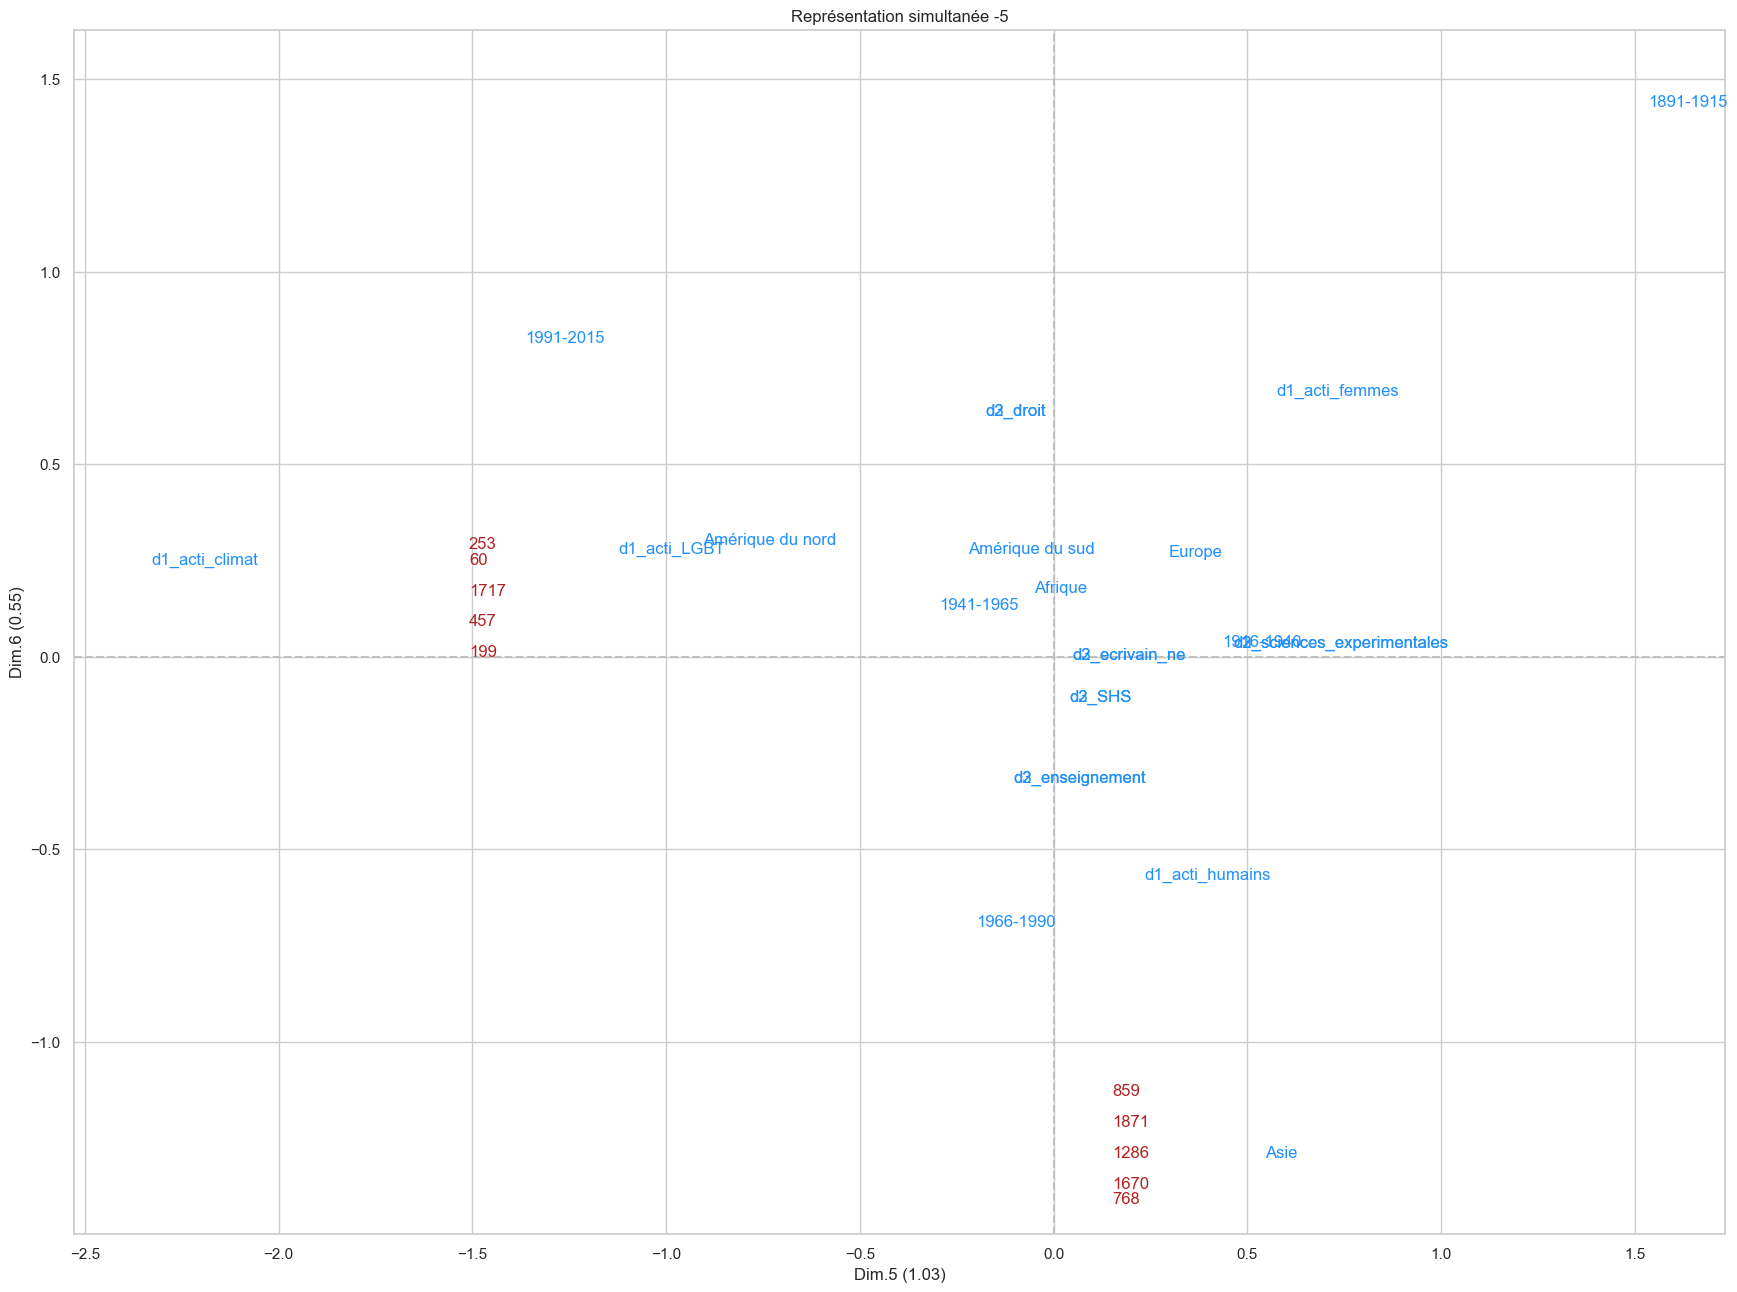 Représentation simultanée -5
1.5
1891-1915
1.0
1991-2015
d1_acti_femmes
d2_droit
0.5
253
Amérique du nord
d1_acti_LGBT
Amérique du sud
Europe
d1_acti_climat
60
1717
Afrique
1941-1965
457
1916-1940
d2_sciences_experimentales
199
d2_ecrivain_ne
0.0
d2_SHS
d2_enseignement
−0.5
d1_acti_humains
1966-1990
−1.0
859
1871
1286
Asie
1670
768
−2.5 −2.0 −1.5 −1.0 −0.5 0.0 0.5 1.0 1.5
Dim.5 (1.03)
Dim.6 (0.55)